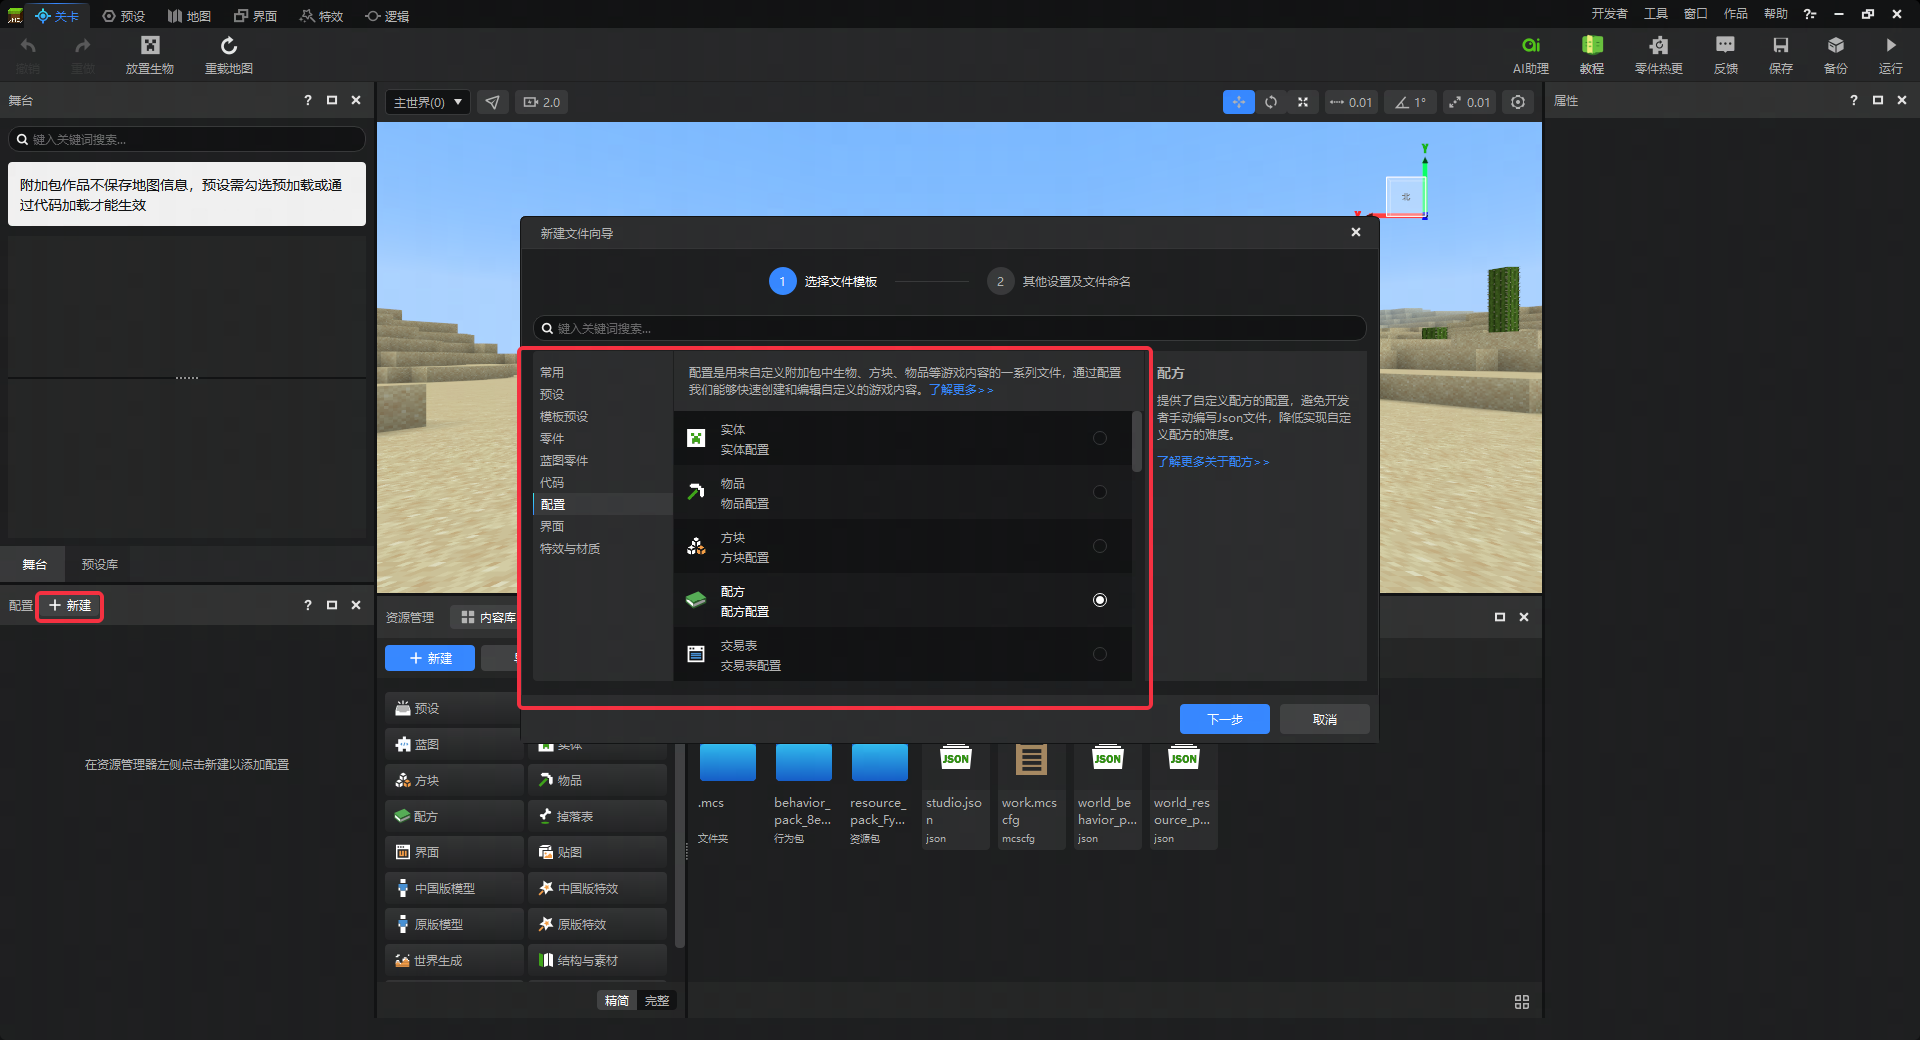 关卡
预设
地图
界面
特效
逻辑
开发者
工具
窗口
作品
帮助
撤销
重做
放置生物
重载地图
AI助理
教程
零件热更
反馈
保存
备份
运行
舞台
键入关键词搜索...
附加包作品不保存地图信息，预设需勾选预加载或通
过代码加载才能生效
舞台
预设库
配置
新建
在资源管理器左侧点击新建以添加配置
主世界(0)
2.0
0.01
1°
0.01
Y
X
北
属性
新建文件向导
1 选择文件模板
2 其他设置及文件命名
键入关键词搜索...
常用
预设
模板预设
零件
蓝图零件
代码
配置
界面
特效与材质
配置是用来自定义附加包中生物、方块、物品等游戏内容的一系列文件，通过配置
我们能够快速创建和编辑自定义的游戏内容。了解更多>>
实体
实体配置
物品
物品配置
方块
方块配置
配方
配方配置
交易表
交易表配置
配方
提供了自定义配方的配置，避免开发
者手动编写Json文件，降低实现自定
义配方的难度。
了解更多关于配方>>
下一步
取消
资源管理
内容库
新建
预设
蓝图
实体
方块
物品
配方
掉落表
界面
贴图
中国版模型
中国版特效
原版模型
原版特效
世界生成
结构与素材
精简
完整
.mcs
文件夹
behavior_
pack_8e...
行为包
resource_
pack_Fy...
资源包
JSON
studio.jso
n
json
work.mcs
cfg
mcscfg
JSON
world_be
havior_p...
json
JSON
world_res
ource_p...
json